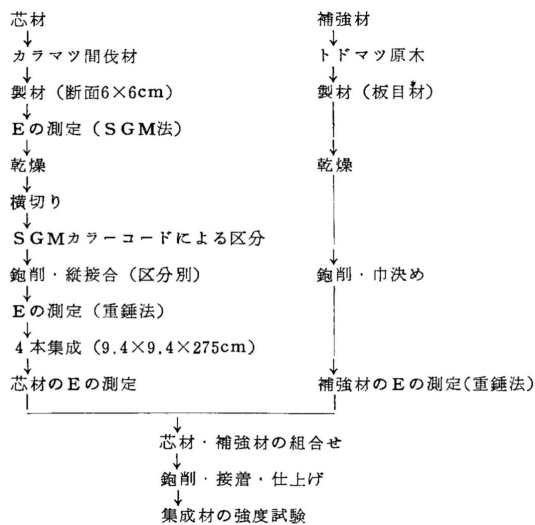 芯材
カラマツ間伐材
製材（断面6×6cm）
Eの測定（SGM法）
乾燥
横切り
SGMカラーコードによる区分
鉋削・縦接合（区分別）
Eの測定（重錘法）
4本集成（9.4×9.4×275cm）
芯材のEの測定
補強材
トドマツ原木
製材（板目材*）
乾燥
鉋削・巾決め
補強材のEの測定（重錘法）
芯材・補強材の組合せ
鉋削・接着・仕上げ
集成材の強度試験